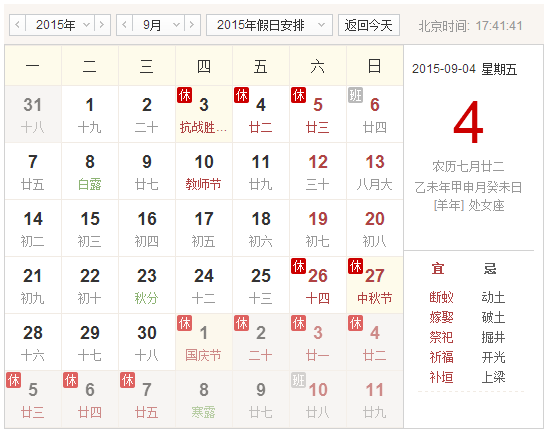 2015年 9月 2015年假日安排 返回今天 北京时间: 17:41:41
一 二 三 四 五 六 日
31 1 2 休 3 休 4 休 5 班 6
十八 十九 二十 抗战胜… 廿二 廿三 廿四
7 8 9 10 11 12 13
廿五 白露 廿七 教师节 廿九 三十 八月大
14 15 16 17 18 19 20
初二 初三 初四 初五 初六 初七 初八
21 22 23 24 25 休 26 休 27
初九 初十 秋分 十二 十三 十四 中秋节
28 29 30 休 1 休 2 休 3 休 4
十六 十七 十八 国庆节 二十 廿一 廿二
休 5 休 6 休 7 8 9 班 10 11
廿三 廿四 廿五 寒露 廿七 廿八 廿九
2015-09-04 星期五
4
农历七月廿二
乙未年甲申月癸未日
[羊年] 处女座
宜 忌
断蚁 动土
嫁娶 破土
祭祀 掘井
祈福 开光
补垣 上梁